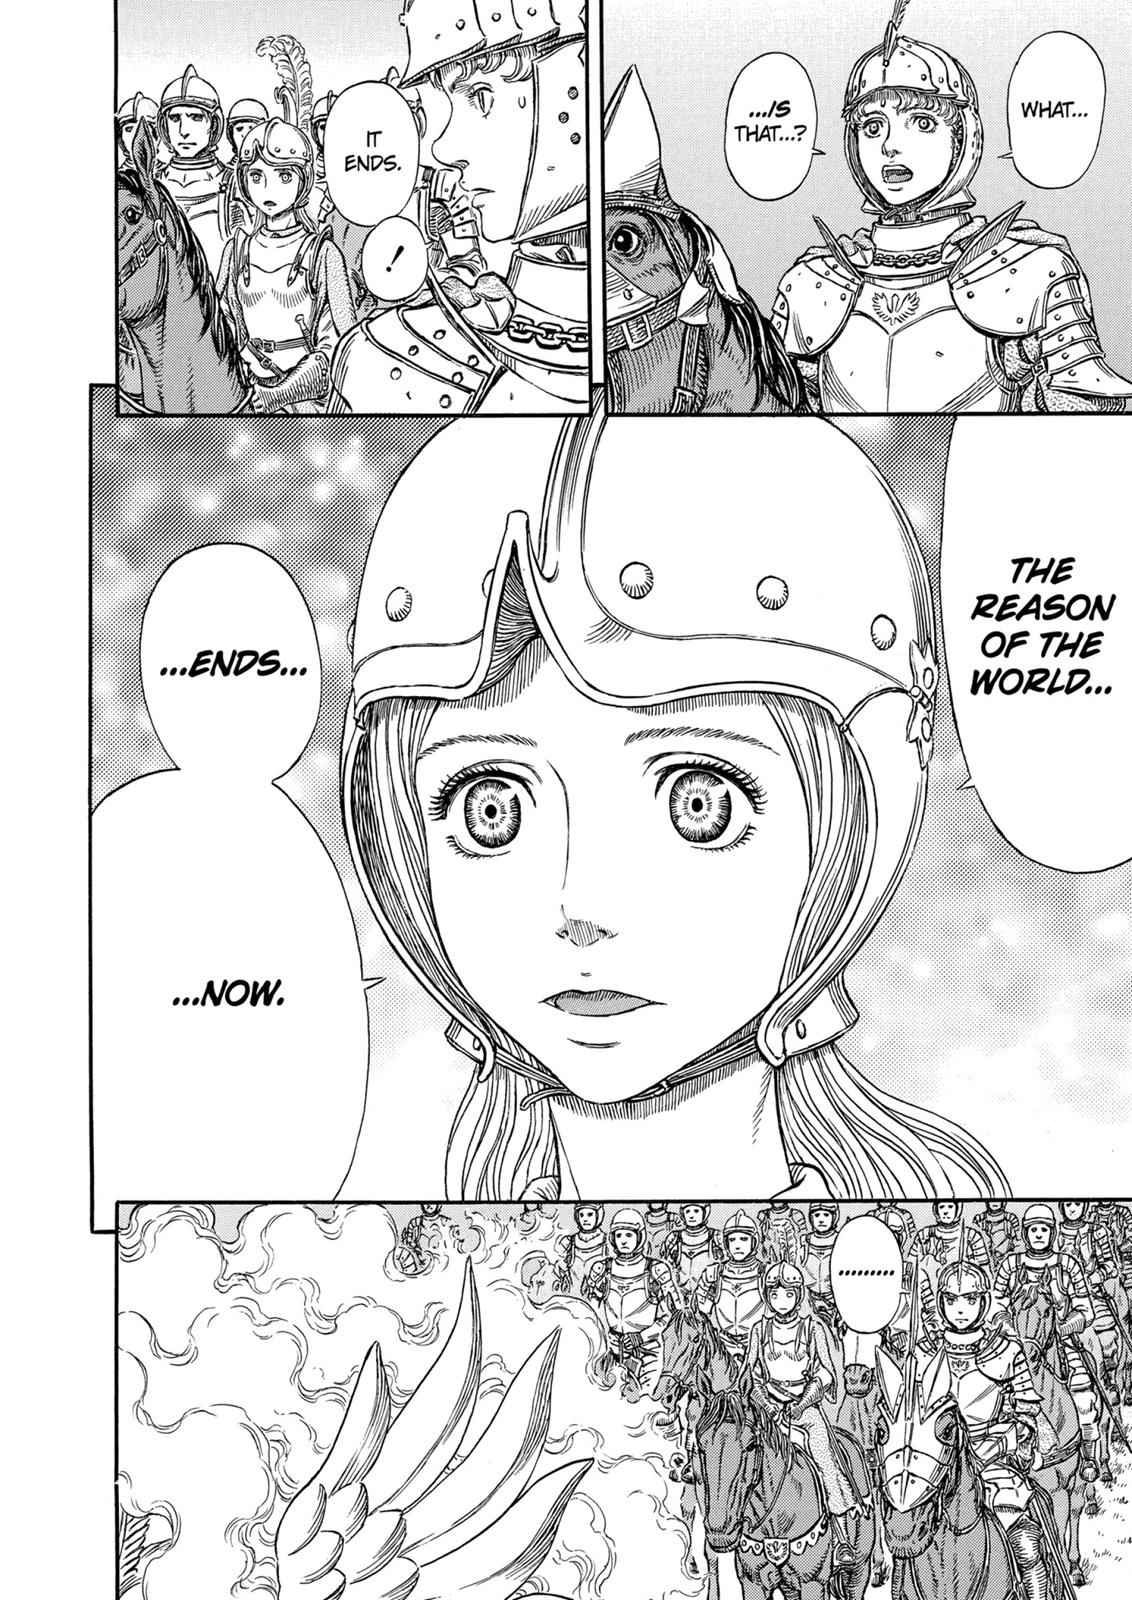 WHAT...
...IS
THAT...?
IT
ENDS.
!
THE
REASON
OF THE
WORLD...
...ENDS...
...NOW.
..........